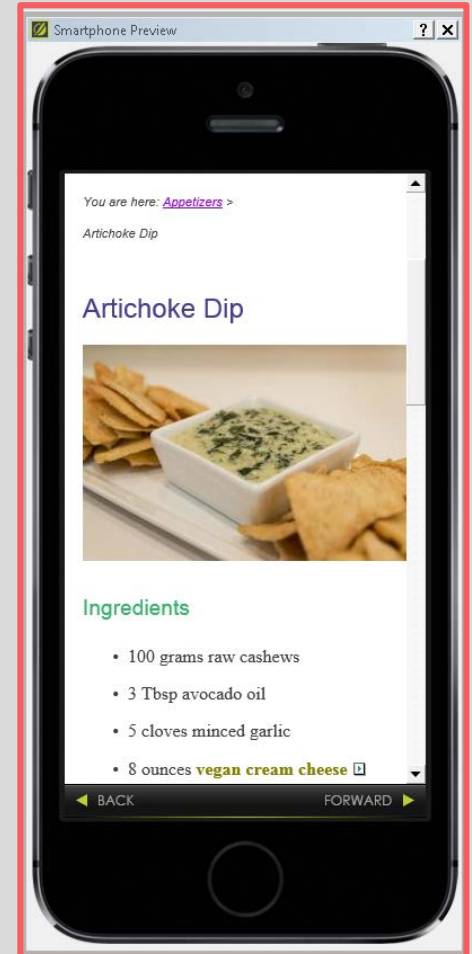 Smartphone Preview
You are here: Appetizers >
Artichoke Dip
Artichoke Dip
Ingredients
• 100 grams raw cashews
• 3 Tbsp avocado oil
• 5 cloves minced garlic
• 8 ounces vegan cream cheese
BACK FORWARD